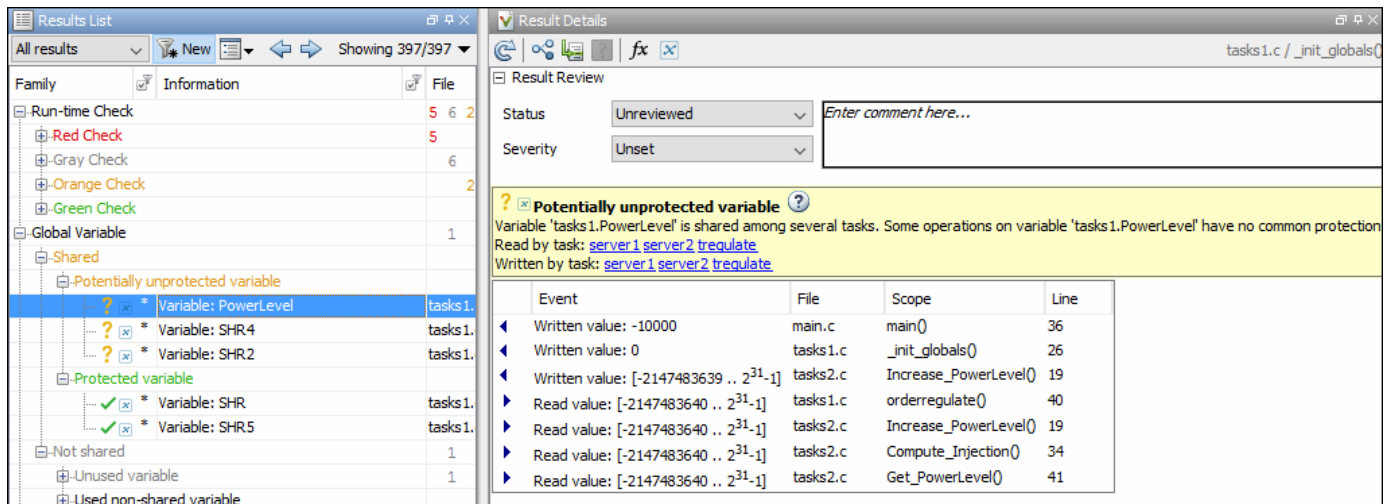 Results List
All results New Showing 397/397
Family Information File
Run-time Check 5 6 2
Red Check 5
Gray Check 6
Orange Check 2
Green Check
Global Variable 1
Shared
Potentially unprotected variable
? x * Variable: PowerLevel tasks1.
? x * Variable: SHR4 tasks1.
? x * Variable: SHR2 tasks1.
Protected variable
x * Variable: SHR tasks1.
x * Variable: SHR5 tasks1.
Not shared 1
Unused variable 1
Used non-shared variable
Result Details
fx x tasks1.c / _init_globals()
Result Review
Status Unreviewed Enter comment here...
Severity Unset
? x Potentially unprotected variable ?
Variable 'tasks1.PowerLevel' is shared among several tasks. Some operations on variable 'tasks1.PowerLevel' have no common protection
Read by task: server1 server2 tregulate
Written by task: server1 server2 tregulate
Event File Scope Line
Written value: -10000 main.c main() 36
Written value: 0 tasks1.c _init_globals() 26
Written value: [-2147483639 .. 2³¹-1] tasks2.c Increase_PowerLevel() 19
Read value: [-2147483640 .. 2³¹-1] tasks1.c orderregulate() 40
Read value: [-2147483640 .. 2³¹-1] tasks2.c Increase_PowerLevel() 19
Read value: [-2147483640 .. 2³¹-1] tasks2.c Compute_Injection() 34
Read value: [-2147483640 .. 2³¹-1] tasks2.c Get_PowerLevel() 41